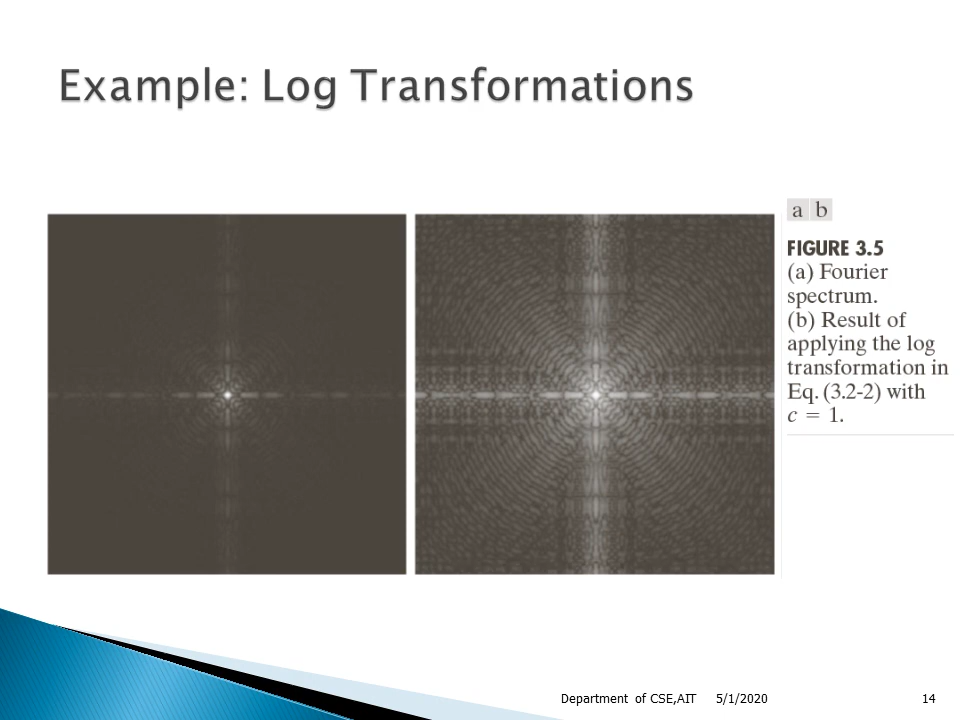 Example: Log Transformations
a b
FIGURE 3.5
(a) Fourier
spectrum.
(b) Result of
applying the log
transformation in
Eq. (3.2-2) with
c = 1.
Department of CSE,AIT 5/1/2020 14